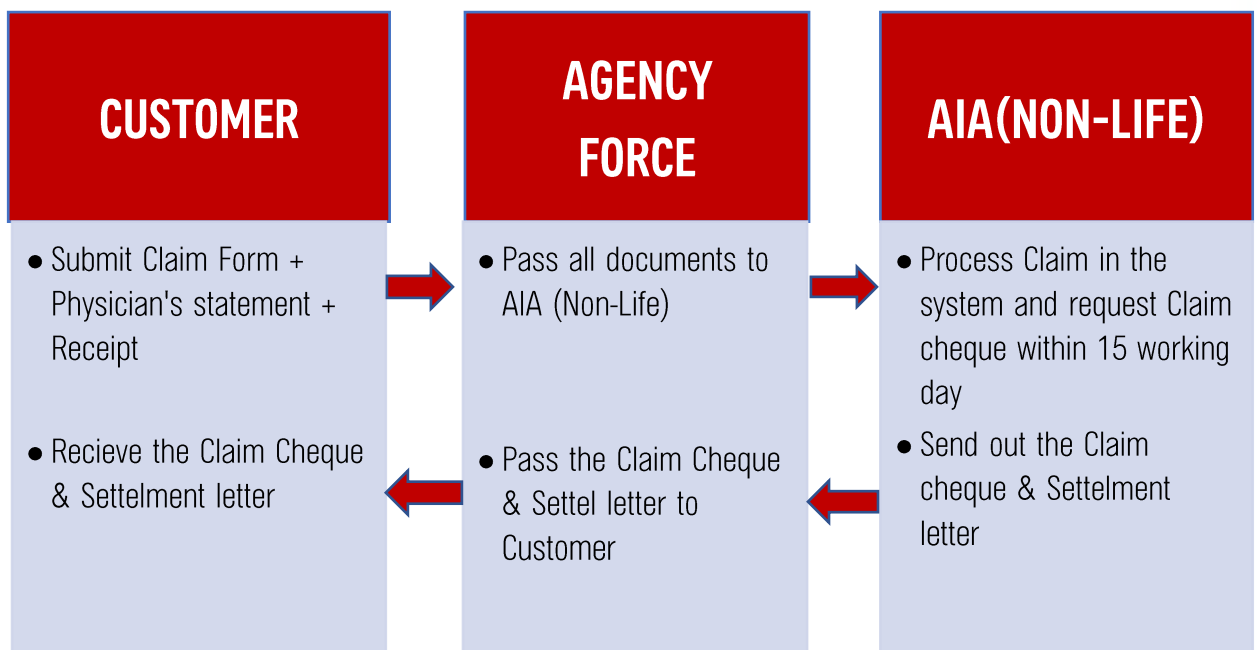 CUSTOMER
● Submit Claim Form +
Physician's statement +
Receipt
● Recieve the Claim Cheque
& Settelment letter
AGENCY
FORCE
● Pass all documents to
AIA (Non-Life)
● Pass the Claim Cheque
& Settel letter to
Customer
AIA(NON-LIFE)
● Process Claim in the
system and request Claim
cheque within 15 working
day
● Send out the Claim
cheque & Settelment
letter